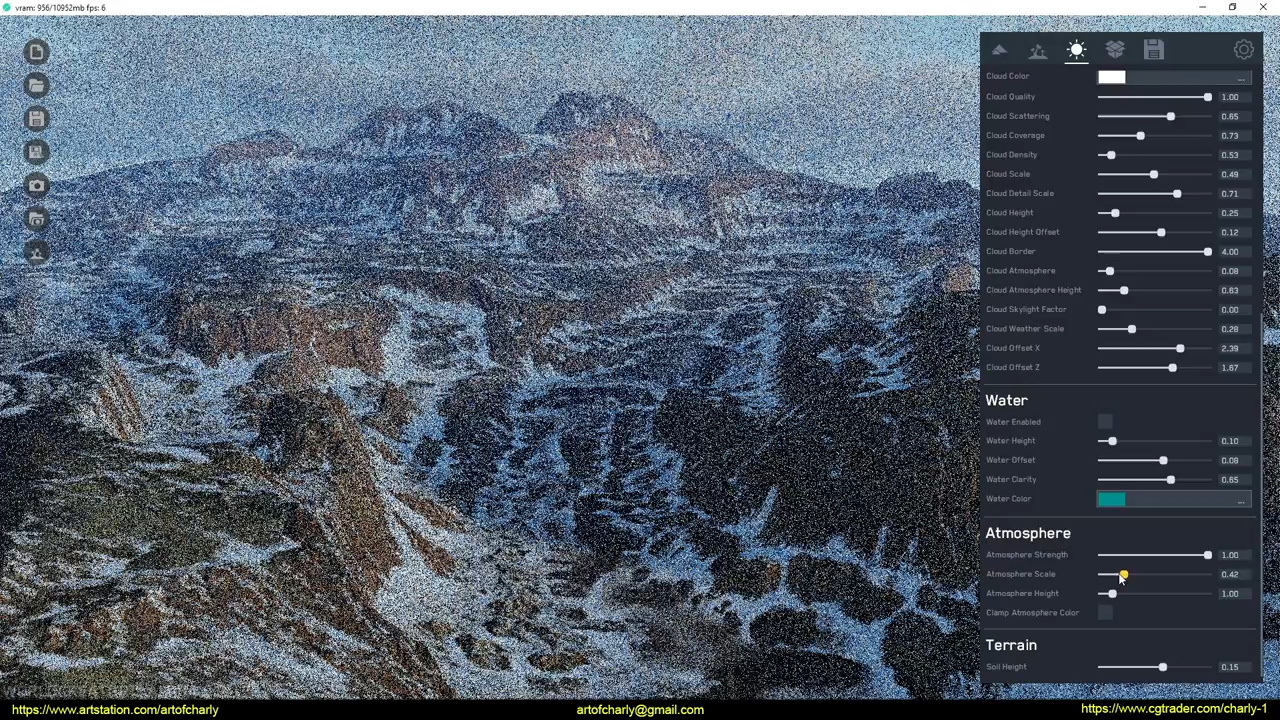 vram: 956/10952mb fps: 6
Cloud Color ...
Cloud Quality 1.00
Cloud Scattering 0.65
Cloud Coverage 0.73
Cloud Density 0.53
Cloud Scale 0.49
Cloud Detail Scale 0.71
Cloud Height 0.25
Cloud Height Offset 0.12
Cloud Border 4.00
Cloud Atmosphere 0.08
Cloud Atmosphere Height 0.63
Cloud Skylight Factor 0.00
Cloud Weather Scale 0.28
Cloud Offset X 2.39
Cloud Offset Z 1.67
Water
Water Enabled
Water Height 0.10
Water Offset 0.08
Water Clarity 0.65
Water Color ...
Atmosphere
Atmosphere Strength 1.00
Atmosphere Scale 0.42
Atmosphere Height 1.00
Clamp Atmosphere Color
Terrain
Soil Height 0.15
https://www.artstation.com/artofcharly artofcharly@gmail.com https://www.cgtrader.com/charly-1